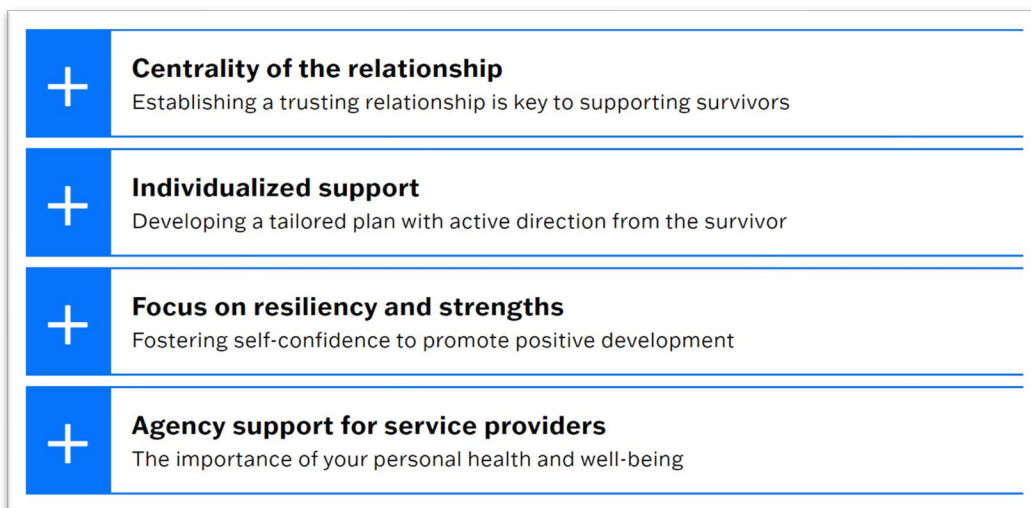 Centrality of the relationship
Establishing a trusting relationship is key to supporting survivors
Individualized support
Developing a tailored plan with active direction from the survivor
Focus on resiliency and strengths
Fostering self-confidence to promote positive development
Agency support for service providers
The importance of your personal health and well-being